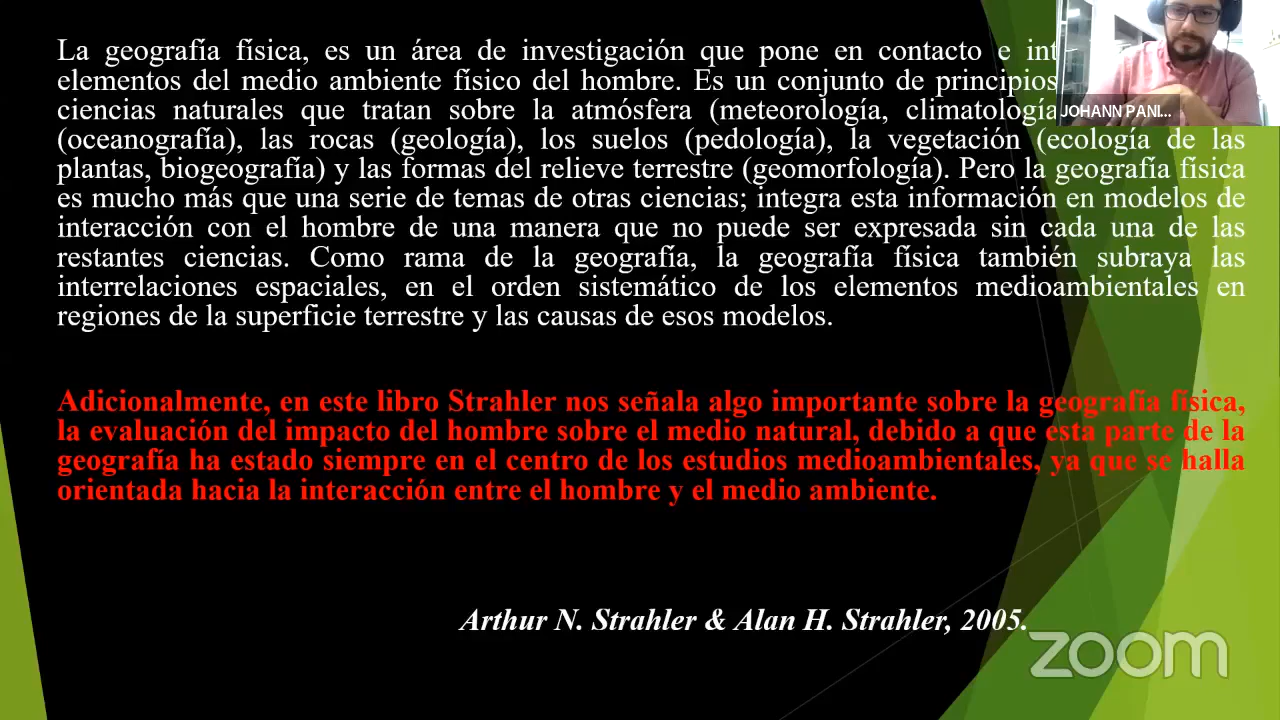 La geografía física, es un área de investigación que pone en contacto e
elementos del medio ambiente físico del hombre. Es un conjunto de principios
ciencias naturales que tratan sobre la atmósfera (meteorología, climatología
(oceanografía), las rocas (geología), los suelos (pedología), la vegetación (ecología de las
plantas, biogeografía) y las formas del relieve terrestre (geomorfología). Pero la geografía física
es mucho más que una serie de temas de otras ciencias; integra esta información en modelos de
interacción con el hombre de una manera que no puede ser expresada sin cada una de las
restantes ciencias. Como rama de la geografía, la geografía física también subraya las
interrelaciones espaciales, en el orden sistemático de los elementos medioambientales en
regiones de la superficie terrestre y las causas de esos modelos.
Adicionalmente, en este libro Strahler nos señala algo importante sobre la geografía física,
la evaluación del impacto del hombre sobre el medio natural, debido a que esta parte de la
geografía ha estado siempre en el centro de los estudios medioambientales, ya que se halla
orientada hacia la interacción entre el hombre y el medio ambiente.
Arthur N. Strahler & Alan H. Strahler, 2005.
JOHANN PANI...
zoom